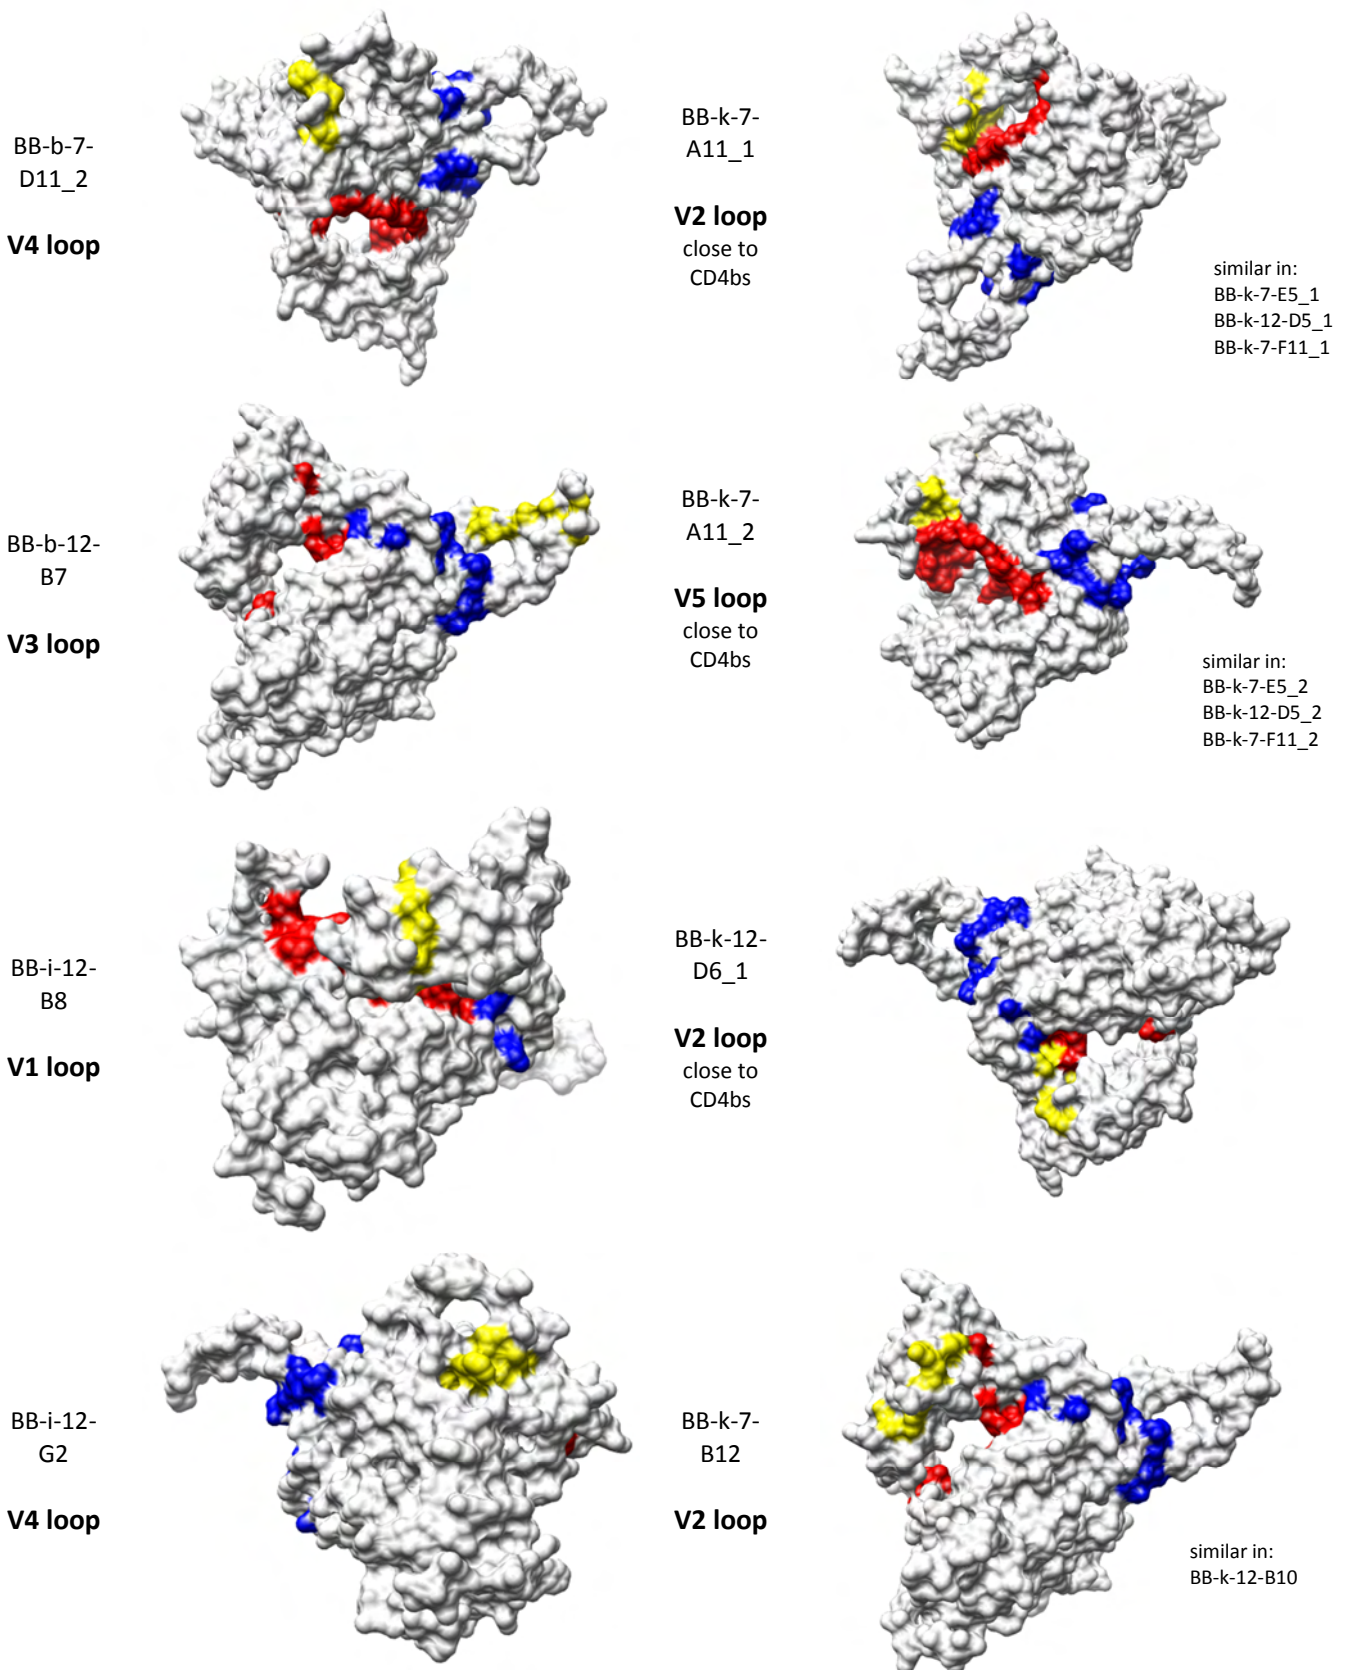 BB-b-7-
D11_2
V4 loop
BB-k-7-
A11_1
V2 loop
close to
CD4bs
similar in:
BB-k-7-E5_1
BB-k-12-D5_1
BB-k-7-F11_1
BB-b-12-
B7
V3 loop
BB-k-7-
A11_2
V5 loop
close to
CD4bs
similar in:
BB-k-7-E5_2
BB-k-12-D5_2
BB-k-7-F11_2
BB-i-12-
B8
V1 loop
BB-k-12-
D6_1
V2 loop
close to
CD4bs
BB-i-12-
G2
V4 loop
BB-k-7-
B12
V2 loop
similar in:
BB-k-12-B10